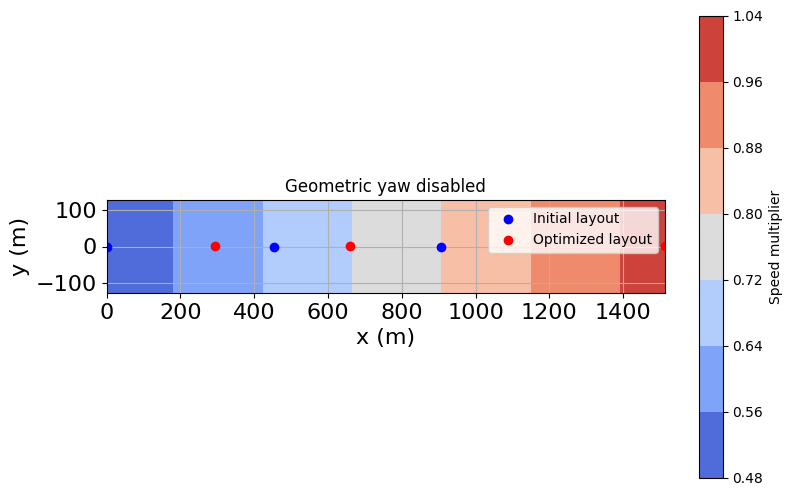 Geometric yaw disabled
Initial layout
Optimized layout
100
0
−100
y (m)
0 200 400 600 800 1000 1200 1400
x (m)
1.04
0.96
0.88
0.80
0.72
0.64
0.56
0.48
Speed multiplier